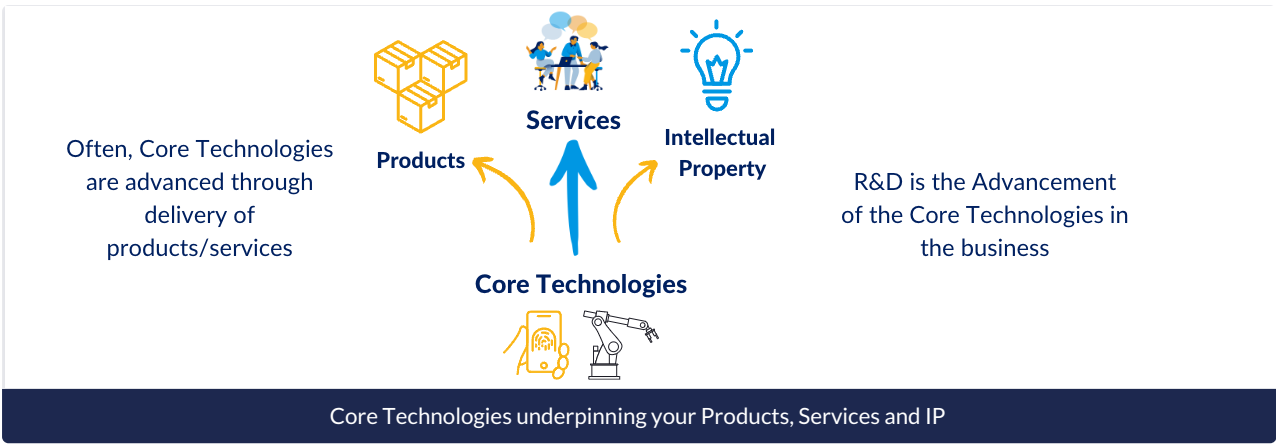 Services
Intellectual
Property
Products
Often, Core Technologies
are advanced through
delivery of
products/services
R&D is the Advancement
of the Core Technologies in
the business
Core Technologies
Core Technologies underpinning your Products, Services and IP